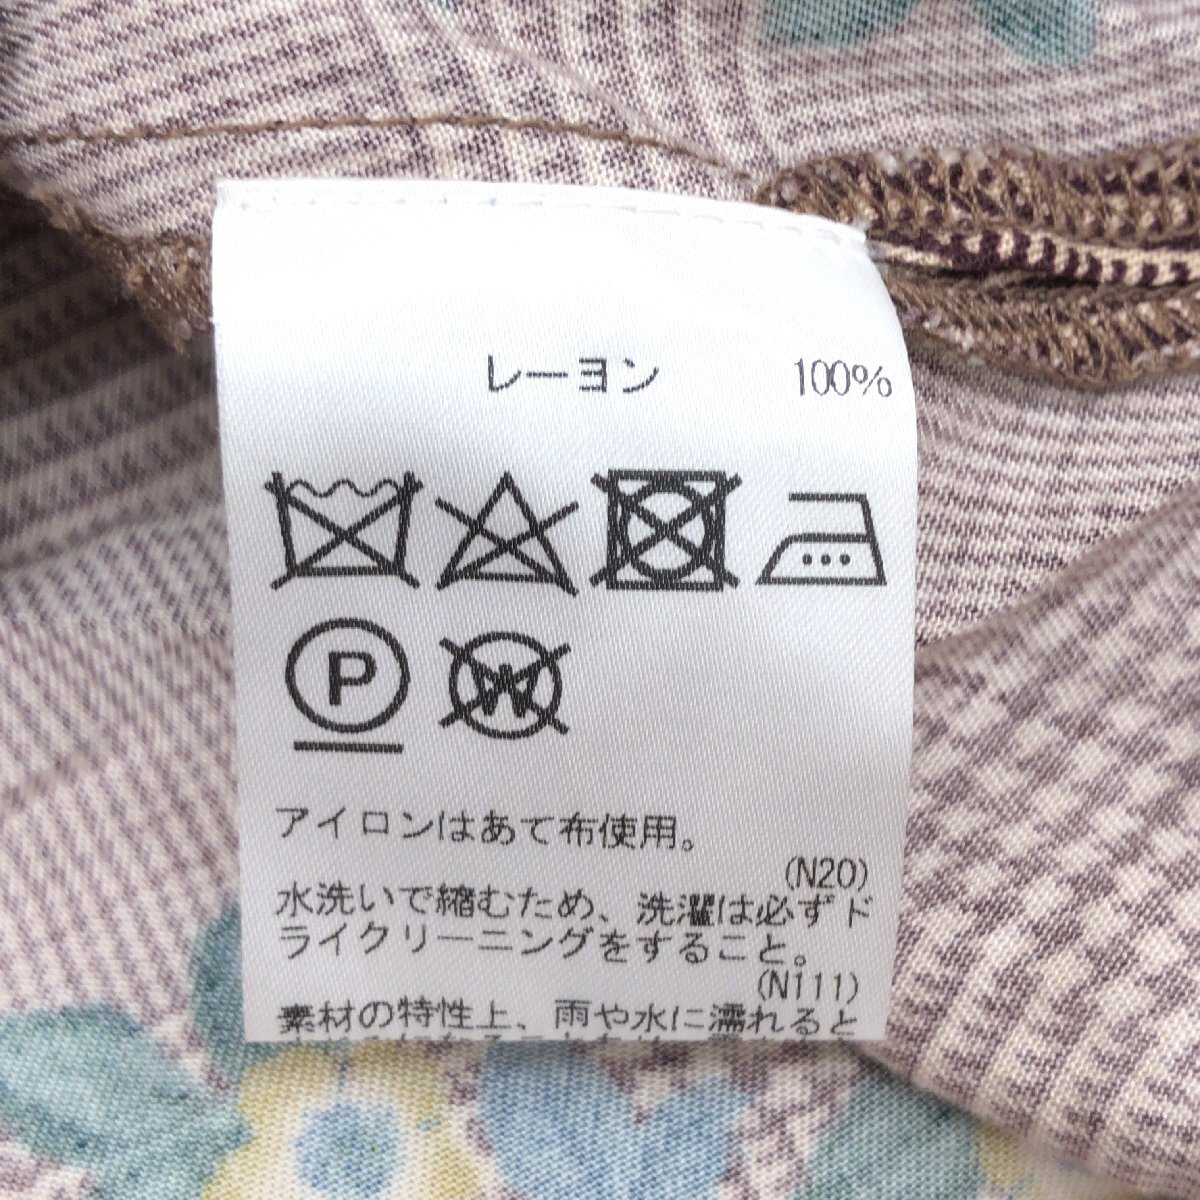 レーヨン 100%
P
W
アイロンはあて布使用。
(N20)
水洗いで縮むため、洗濯は必ずド
ライクリーニングをすること。
(N111)
素材の特性上、雨や水に濡れると